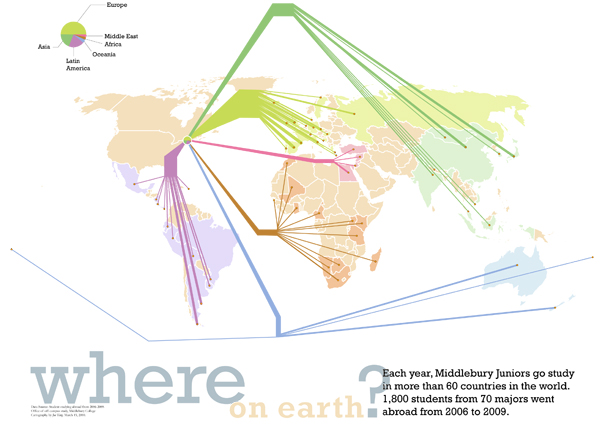 Europe
Middle East
Africa
Asia
Oceania
Latin
America
where
on earth ?
Each year, Middlebury Juniors go study
in more than 60 countries in the world.
1,800 students from 70 majors went
abroad from 2006 to 2009.